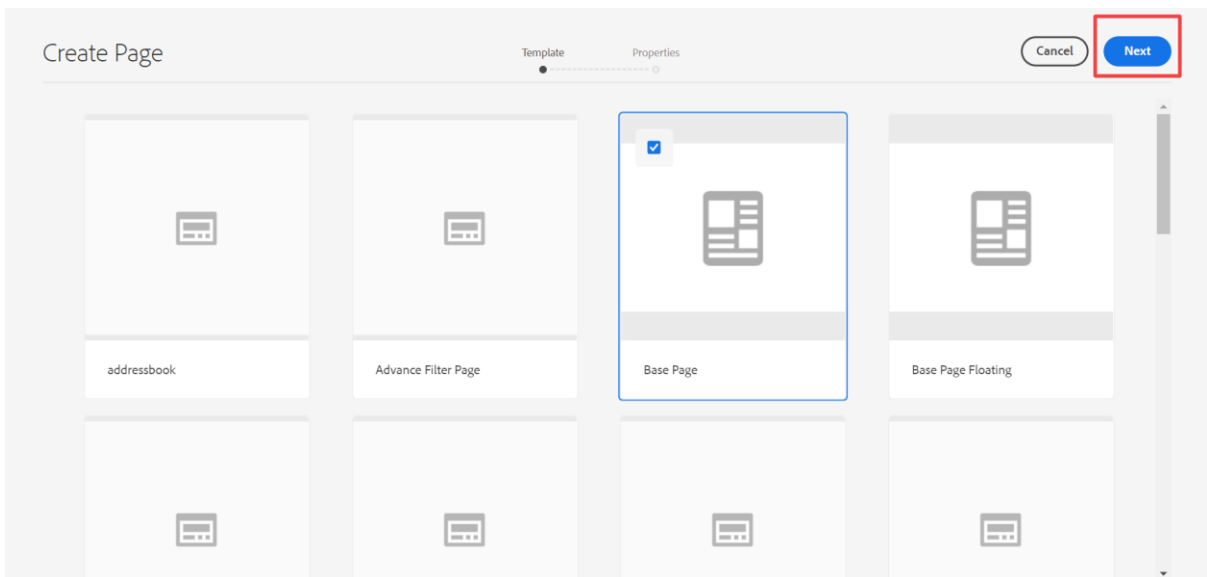 Create Page
Template
Properties
Cancel
Next
addressbook
Advance Filter Page
Base Page
Base Page Floating